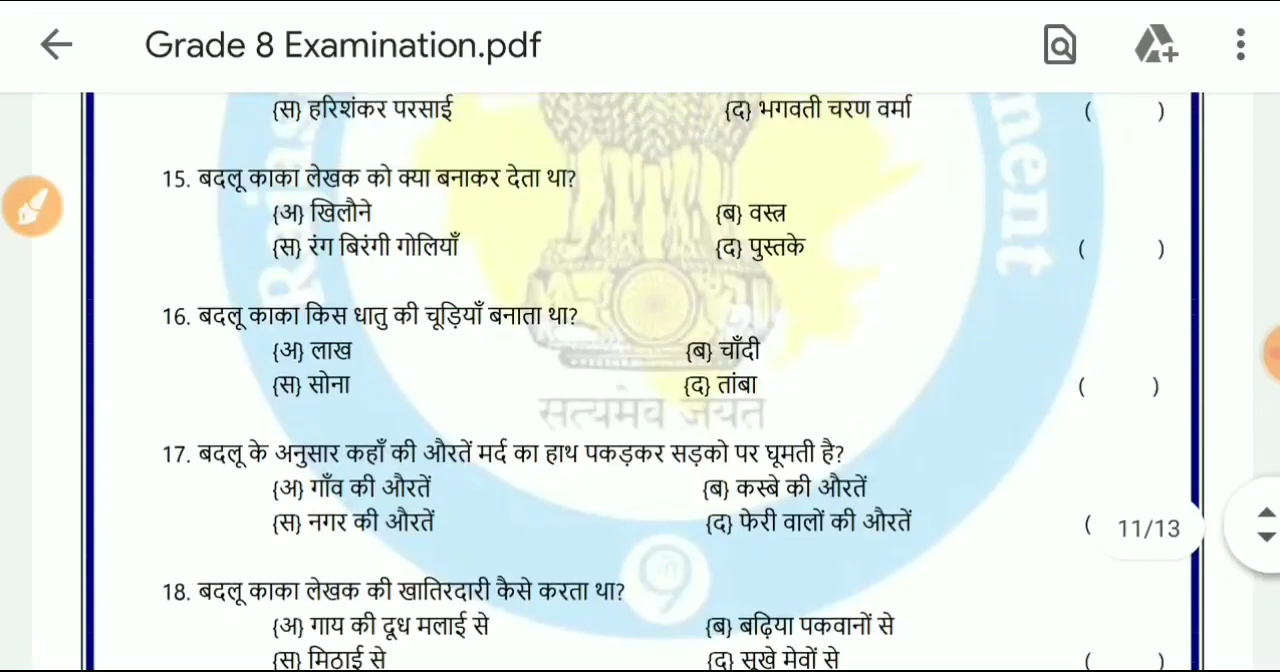 Grade 8 Examination.pdf
{स} हरिशंकर परसाई {द} भगवती चरण वर्मा ( )
15. बदलू काका लेखक को क्या बनाकर देता था?
{अ} खिलौने {ब} वस्त्र
{स} रंग बिरंगी गोलियाँ {द} पुस्तके ( )
16. बदलू काका किस धातु की चूड़ियाँ बनाता था?
{अ} लाख {ब} चाँदी
{स} सोना {द} तांबा ( )
सत्यमेव जयते
17. बदलू के अनुसार कहाँ की औरतें मर्द का हाथ पकड़कर सड़को पर घूमती है?
{अ} गाँव की औरतें {ब} कस्बे की औरतें
{स} नगर की औरतें {द} फेरी वालों की औरतें (
11/13
18. बदलू काका लेखक की खातिरदारी कैसे करता था?
{अ} गाय की दूध मलाई से {ब} बढ़िया पकवानों से
{स} मिठाई से {द} सूखे मेवों से ( )